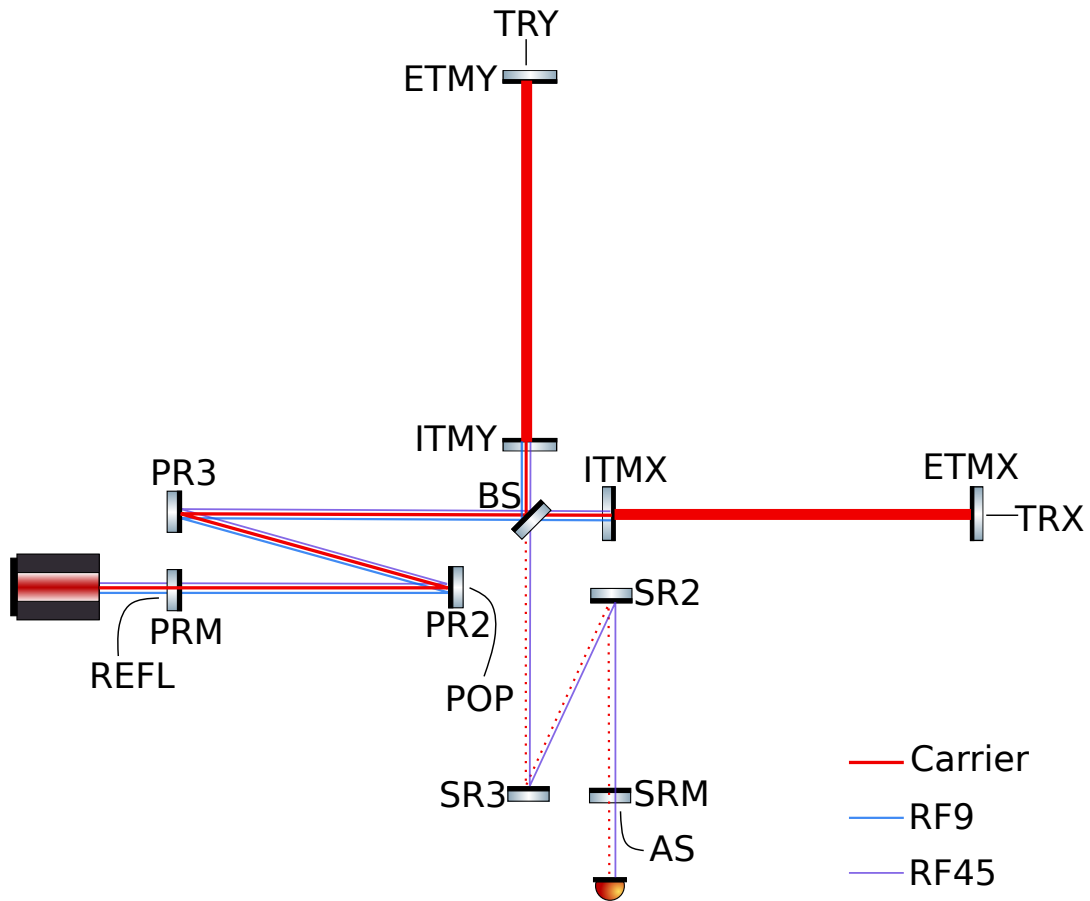 TRY
ETMY
ITMY
ITMX
ETMX
PR3
BS
TRX
SR2
PR2
PRM
REFL
POP
Carrier
SR3
SRM
RF9
AS
RF45